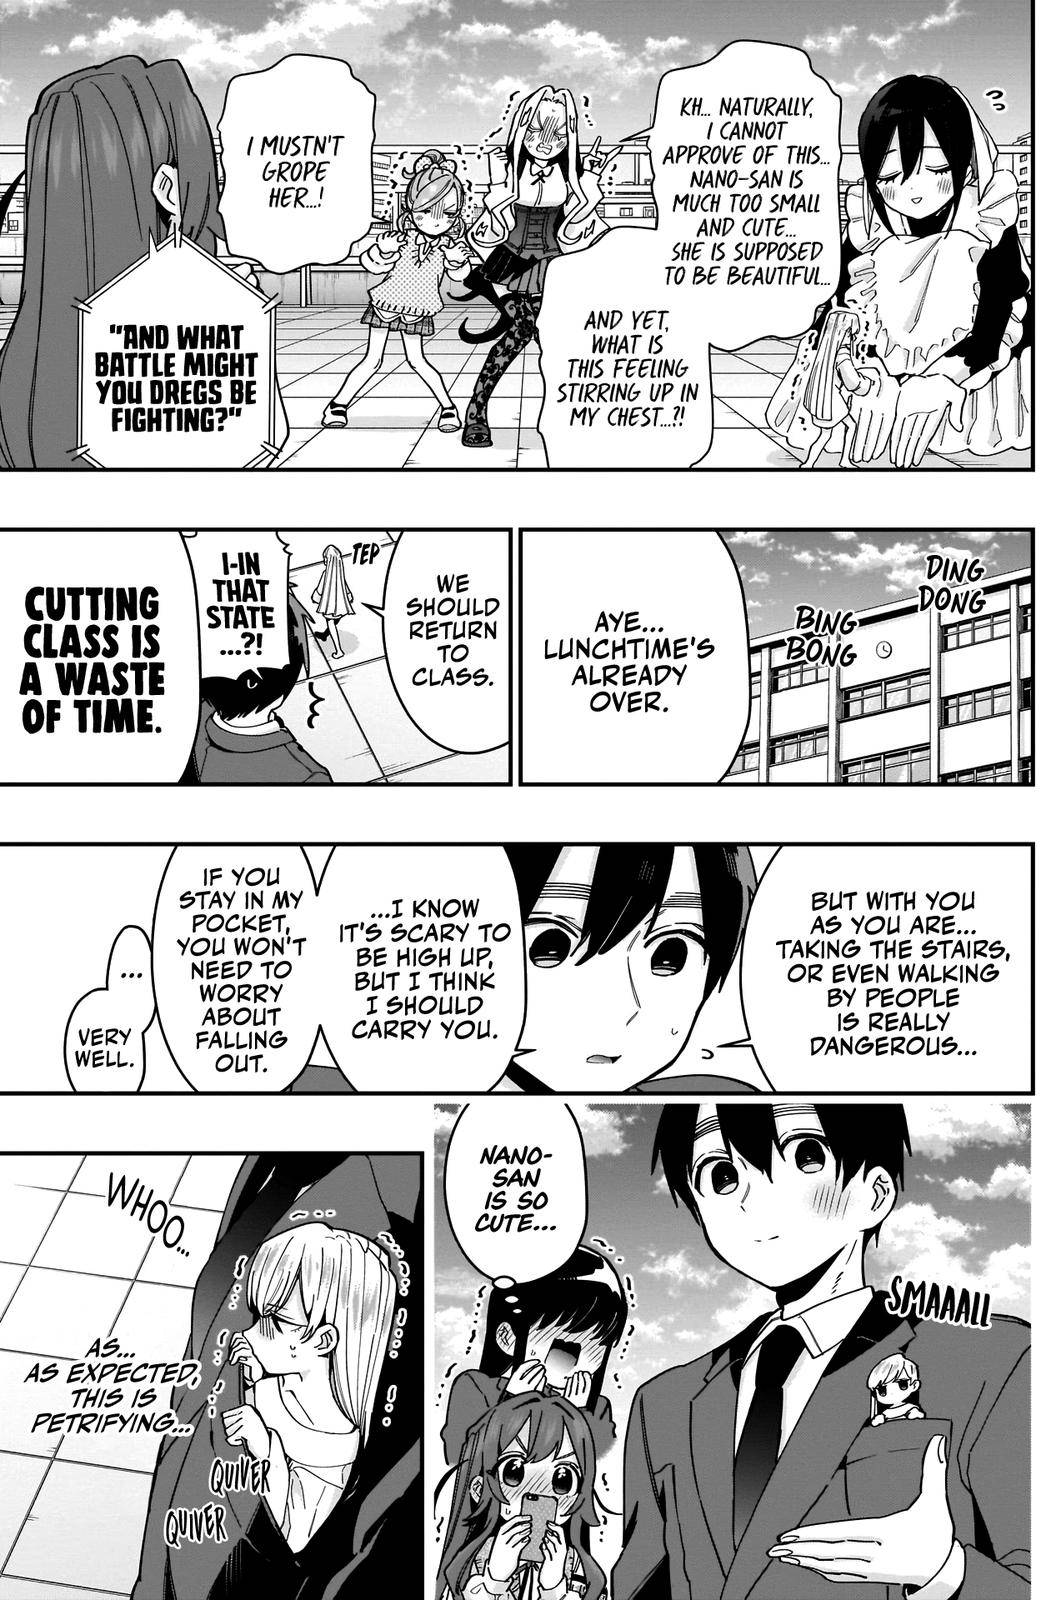 KH... NATURALLY,
I CANNOT
APPROVE OF THIS...
NANO-SAN IS
MUCH TOO SMALL
AND CUTE...
SHE IS SUPPOSED
TO BE BEAUTIFUL...
AND YET,
WHAT IS
THIS FEELING
STIRRING UP IN
MY CHEST...?!
I MUSTN'T
GROPE
HER...!
"AND WHAT
BATTLE MIGHT
YOU DREGS BE
FIGHTING?"
DING
DONG
BING
BONG
AYE...
LUNCHTIME'S
ALREADY
OVER.
WE
SHOULD
RETURN
TO
CLASS.
TEP
I-IN
THAT
STATE
...?!
CUTTING
CLASS IS
A WASTE
OF TIME.
BUT WITH YOU
AS YOU ARE...
TAKING THE STAIRS,
OR EVEN WALKING
BY PEOPLE
IS REALLY
DANGEROUS...
...I KNOW
IT'S SCARY TO
BE HIGH UP,
BUT I THINK
I SHOULD
CARRY YOU.
IF YOU
STAY IN MY
POCKET,
YOU WON'T
NEED TO
WORRY
ABOUT
FALLING
OUT.
...
VERY
WELL.
SMAAALL
NANO-
SAN
IS SO
CUTE...
WHOO...
AS...
AS EXPECTED,
THIS IS
PETRIFYING...
QUIVER
QUIVER